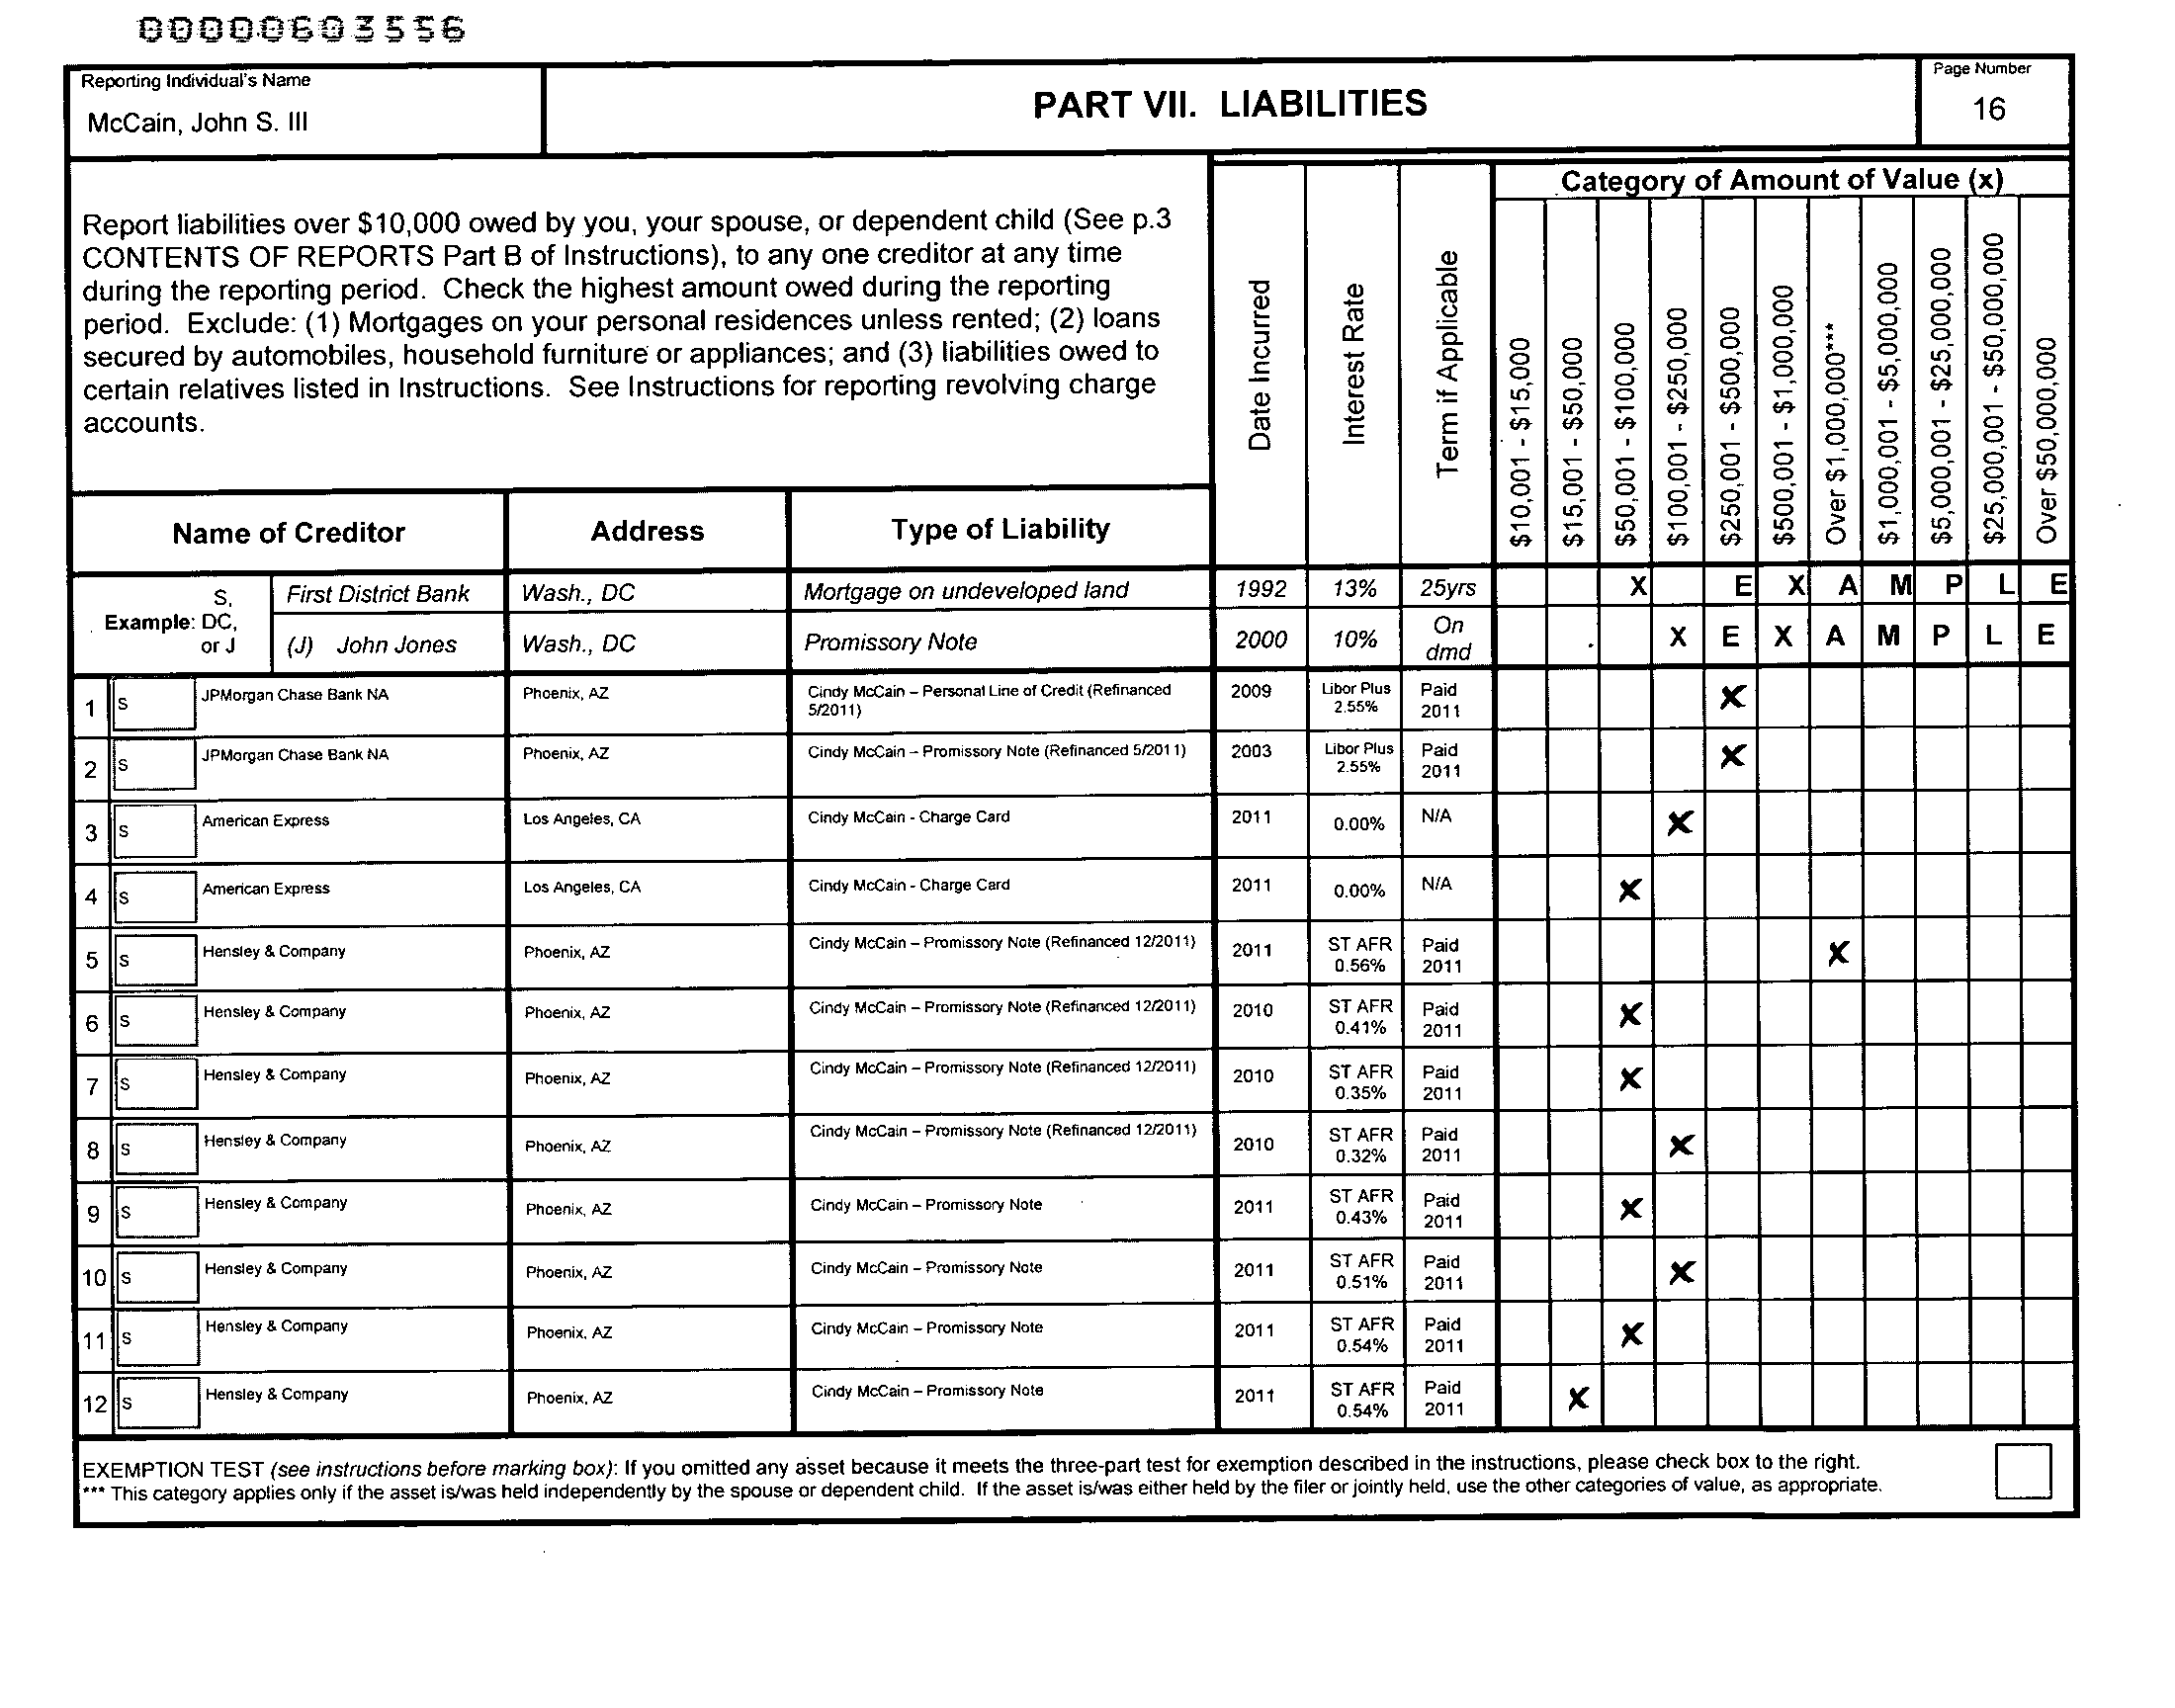 00000603556
Reporting Individual's Name
McCain, John S. III
PART VII. LIABILITIES
Page Number
16
Report liabilities over $10,000 owed by you, your spouse, or dependent child (See p.3
CONTENTS OF REPORTS Part B of Instructions), to any one creditor at any time
during the reporting period. Check the highest amount owed during the reporting
period. Exclude: (1) Mortgages on your personal residences unless rented; (2) loans
secured by automobiles, household furniture or appliances; and (3) liabilities owed to
certain relatives listed in Instructions. See Instructions for reporting revolving charge
accounts.
Date Incurred
Interest Rate
Term if Applicable
Category of Amount of Value (x)
$10,001 - $15,000
$15,001 - $50,000
$50,001 - $100,000
$100,001 - $250,000
$250,001 - $500,000
$500,001 - $1,000,000
Over $1,000,000***
$1,000,001 - $5,000,000
$5,000,001 - $25,000,000
$25,000,001 - $50,000,000
Over $50,000,000
Name of Creditor Address Type of Liability
Example: S, DC, or J
First District Bank Wash., DC Mortgage on undeveloped land 1992 13% 25yrs X E X A M P L E
(J) John Jones Wash., DC Promissory Note 2000 10% On dmd X E X A M P L E
1 S JPMorgan Chase Bank NA Phoenix, AZ Cindy McCain – Personal Line of Credit (Refinanced 5/2011) 2009 Libor Plus 2.55% Paid 2011 X
2 S JPMorgan Chase Bank NA Phoenix, AZ Cindy McCain – Promissory Note (Refinanced 5/2011) 2003 Libor Plus 2.55% Paid 2011 X
3 S American Express Los Angeles, CA Cindy McCain - Charge Card 2011 0.00% N/A X
4 S American Express Los Angeles, CA Cindy McCain - Charge Card 2011 0.00% N/A X
5 S Hensley & Company Phoenix, AZ Cindy McCain – Promissory Note (Refinanced 12/2011) 2011 ST AFR 0.56% Paid 2011 X
6 S Hensley & Company Phoenix, AZ Cindy McCain – Promissory Note (Refinanced 12/2011) 2010 ST AFR 0.41% Paid 2011 X
7 S Hensley & Company Phoenix, AZ Cindy McCain – Promissory Note (Refinanced 12/2011) 2010 ST AFR 0.35% Paid 2011 X
8 S Hensley & Company Phoenix, AZ Cindy McCain – Promissory Note (Refinanced 12/2011) 2010 ST AFR 0.32% Paid 2011 X
9 S Hensley & Company Phoenix, AZ Cindy McCain – Promissory Note 2011 ST AFR 0.43% Paid 2011 X
10 S Hensley & Company Phoenix, AZ Cindy McCain – Promissory Note 2011 ST AFR 0.51% Paid 2011 X
11 S Hensley & Company Phoenix, AZ Cindy McCain – Promissory Note 2011 ST AFR 0.54% Paid 2011 X
12 S Hensley & Company Phoenix, AZ Cindy McCain – Promissory Note 2011 ST AFR 0.54% Paid 2011 X
EXEMPTION TEST (see instructions before marking box): If you omitted any asset because it meets the three-part test for exemption described in the instructions, please check box to the right.
*** This category applies only if the asset is/was held independently by the spouse or dependent child. If the asset is/was either held by the filer or jointly held, use the other categories of value, as appropriate.